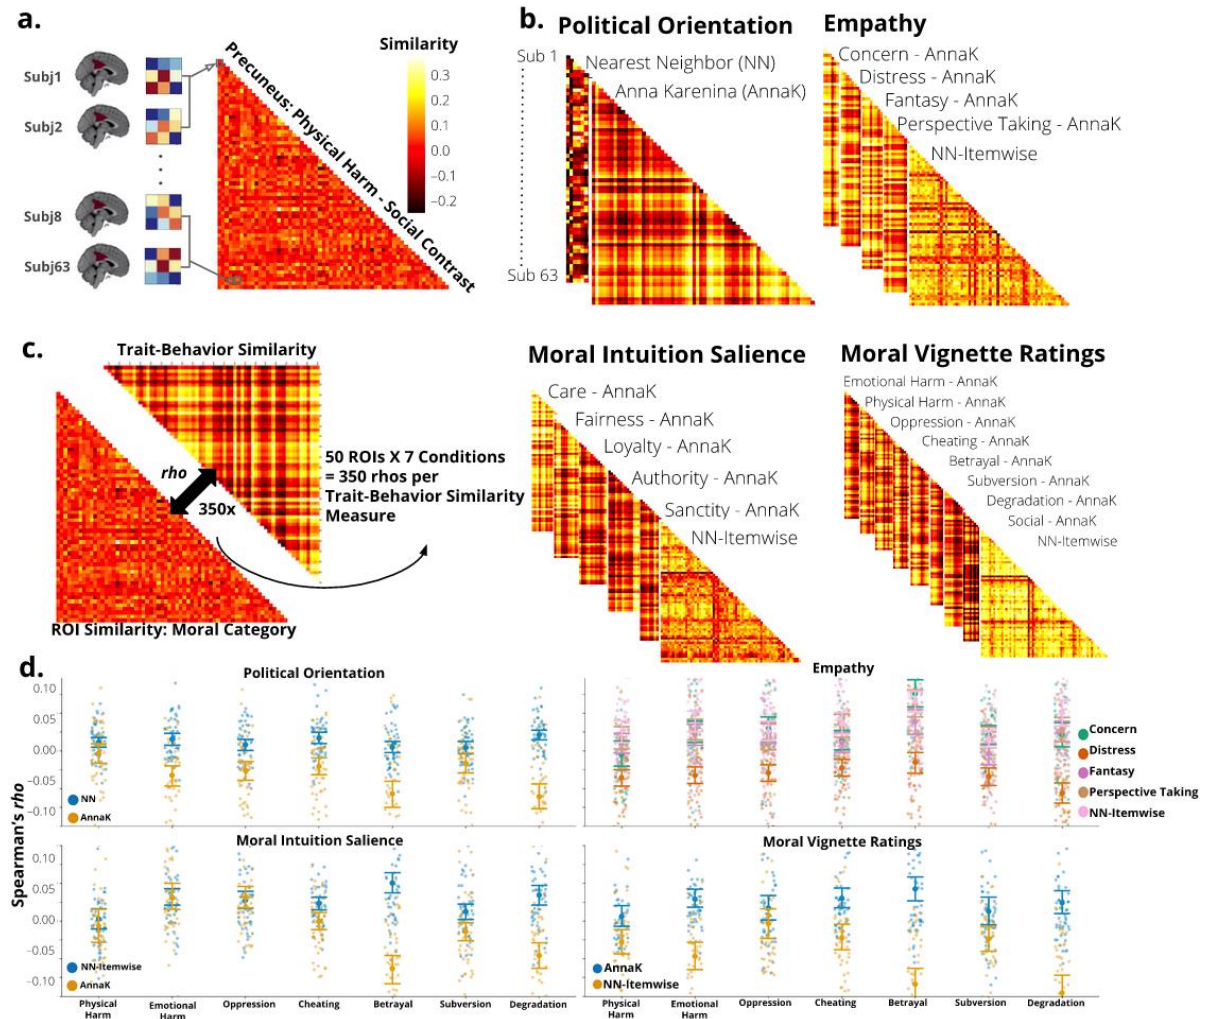 a.
Similarity
0.3
0.2
0.1
0.0
−0.1
−0.2
Subj1
Subj2
Subj8
Subj63
Precuneus: Physical Harm - Social Contrast
b.
Political Orientation
Sub 1
Sub 63
Nearest Neighbor (NN)
Anna Karenina (AnnaK)
Empathy
Concern - AnnaK
Distress - AnnaK
Fantasy - AnnaK
Perspective Taking - AnnaK
NN-Itemwise
Moral Intuition Salience
Care - AnnaK
Fairness - AnnaK
Loyalty - AnnaK
Authority - AnnaK
Sanctity - AnnaK
NN-Itemwise
Moral Vignette Ratings
Emotional Harm - AnnaK
Physical Harm - AnnaK
Oppression - AnnaK
Cheating - AnnaK
Betrayal - AnnaK
Subversion - AnnaK
Degradation - AnnaK
Social - AnnaK
NN-Itemwise
c.
Trait-Behavior Similarity
rho
350x
50 ROIs X 7 Conditions
= 350 rhos per
Trait-Behavior Similarity
Measure
ROI Similarity: Moral Category
d.
Spearman's rho
Political Orientation
0.10
0.05
0.00
−0.05
−0.10
NN
AnnaK
Empathy
Concern
Distress
Fantasy
Perspective Taking
NN-Itemwise
Moral Intuition Salience
0.10
0.05
0.00
−0.05
−0.10
NN-Itemwise
AnnaK
Physical
Harm
Emotional
Harm
Oppression
Cheating
Betrayal
Subversion
Degradation
Moral Vignette Ratings
AnnaK
NN-Itemwise
Physical
Harm
Emotional
Harm
Oppression
Cheating
Betrayal
Subversion
Degradation